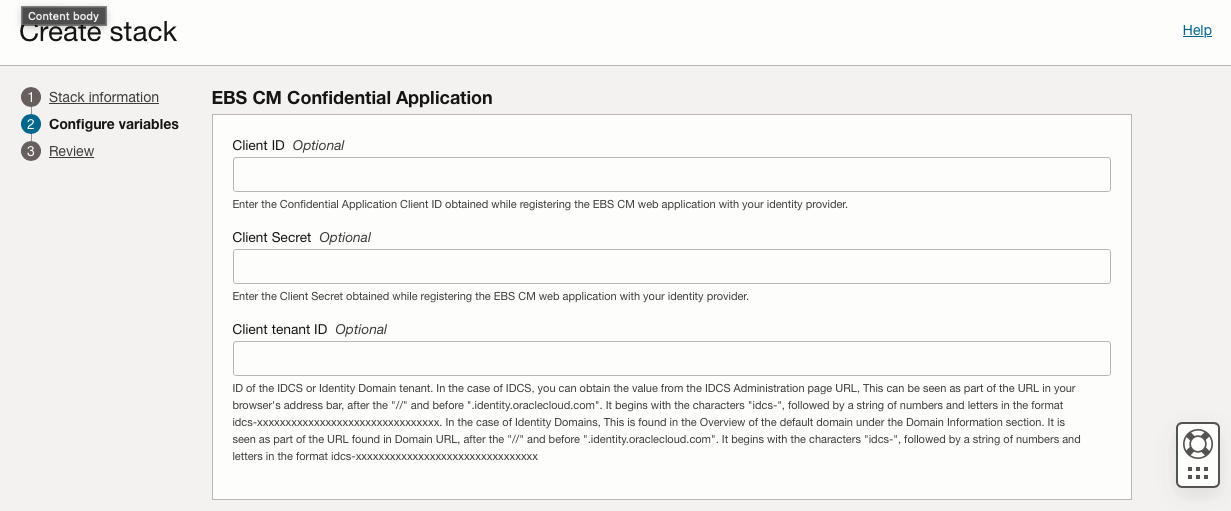 Content body
Create stack
Help
1 Stack information
2 Configure variables
3 Review
EBS CM Confidential Application
Client ID Optional
Enter the Confidential Application Client ID obtained while registering the EBS CM web application with your identity provider.
Client Secret Optional
Enter the Client Secret obtained while registering the EBS CM web application with your identity provider.
Client tenant ID Optional
ID of the IDCS or Identity Domain tenant. In the case of IDCS, you can obtain the value from the IDCS Administration page URL, This can be seen as part of the URL in your
browser's address bar, after the "//" and before ".identity.oraclecloud.com". It begins with the characters "idcs-", followed by a string of numbers and letters in the format
idcs-xxxxxxxxxxxxxxxxxxxxxxxxxxxxxxxx. In the case of Identity Domains, This is found in the Overview of the default domain under the Domain Information section. It is
seen as part of the URL found in Domain URL, after the "//" and before ".identity.oraclecloud.com". It begins with the characters "idcs-", followed by a string of numbers and
letters in the format idcs-xxxxxxxxxxxxxxxxxxxxxxxxxxxxxxxx